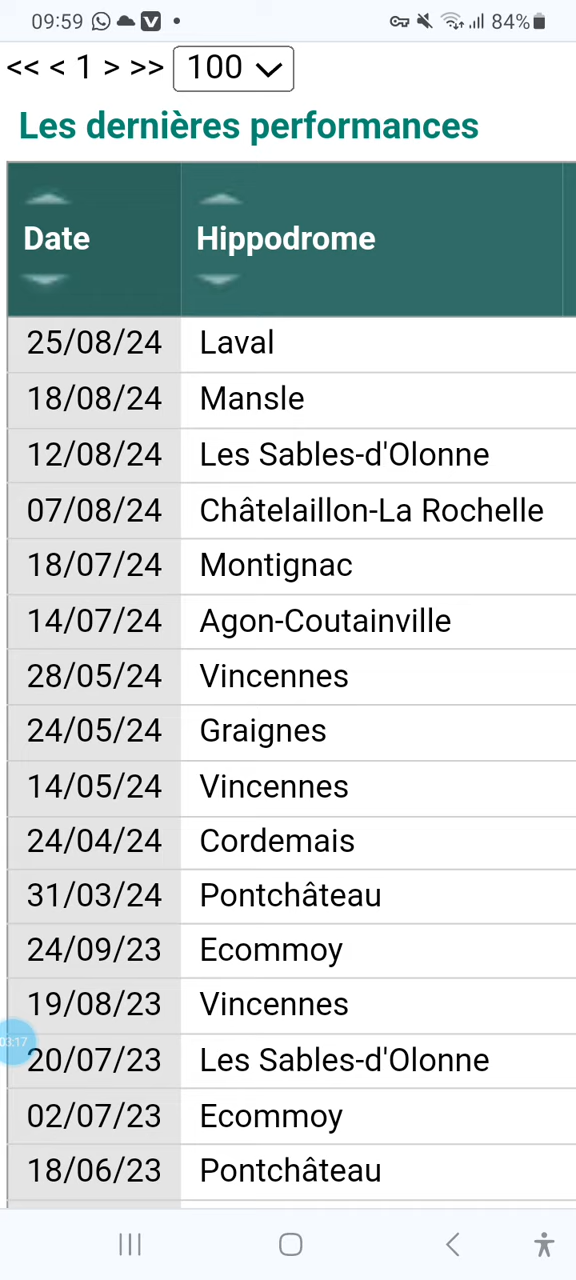 09:59 84%
<< < 1 > >> 100
Les dernières performances
Date Hippodrome
25/08/24 Laval
18/08/24 Mansle
12/08/24 Les Sables-d'Olonne
07/08/24 Châtelaillon-La Rochelle
18/07/24 Montignac
14/07/24 Agon-Coutainville
28/05/24 Vincennes
24/05/24 Graignes
14/05/24 Vincennes
24/04/24 Cordemais
31/03/24 Pontchâteau
24/09/23 Ecommoy
19/08/23 Vincennes
03:17
20/07/23 Les Sables-d'Olonne
02/07/23 Ecommoy
18/06/23 Pontchâteau